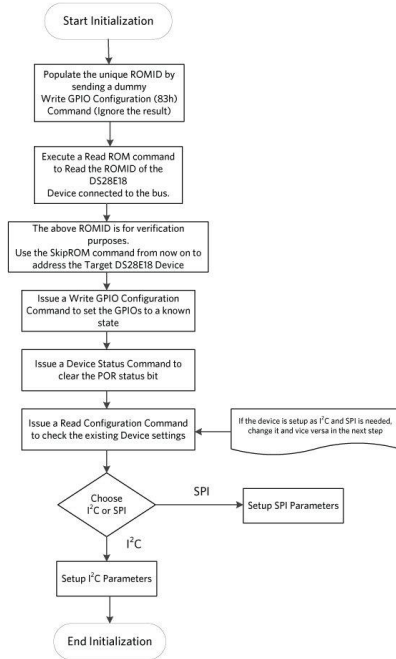 Start Initialization
Populate the unique ROMID by
sending a dummy
Write GPIO Configuration (83h)
Command (Ignore the result)
Execute a Read ROM command
to Read the ROMID of the
DS28E18
Device connected to the bus.
The above ROMID is for verification
purposes.
Use the SkipROM command from now on to
address the Target DS28E18 Device
Issue a Write GPIO Configuration
Command to set the GPIOs to a known
state
Issue a Device Status Command to
clear the POR status bit
Issue a Read Configuration Command
to check the existing Device settings
If the device is setup as I²C and SPI is needed,
change it and vice versa in the next step
Choose
I²C or SPI
SPI
Setup SPI Parameters
I²C
Setup I²C Parameters
End Initialization